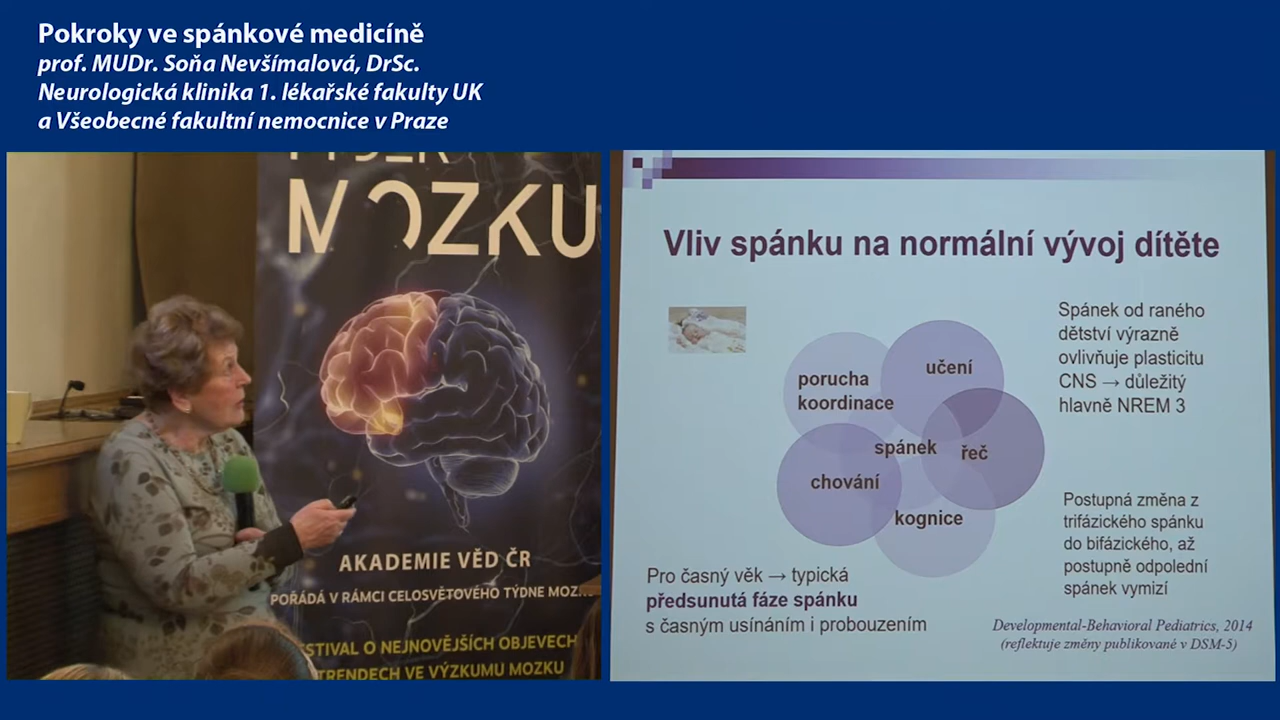 Pokroky ve spánkové medicíně
prof. MUDr. Soňa Nevšímalová, DrSc.
Neurologická klinika 1. lékařské fakulty UK
a Všeobecné fakultní nemocnice v Praze
MOZKU
AKADEMIE VĚD ČR
POŘÁDÁ V RÁMCI CELOSVĚTOVÉHO TÝDNE
O NEJNOVĚJŠÍCH OBJEVECH
TRENDECH VE VÝZKUMU MOZKU
Vliv spánku na normální vývoj dítěte
Spánek od raného
dětství výrazně
ovlivňuje plasticitu
CNS → důležitý
hlavně NREM 3
porucha
koordinace
učení
spánek
řeč
chování
kognice
Postupná změna z
trifázického spánku
do bifázického, až
postupně odpolední
spánek vymizí
Pro časný věk → typická
předsunutá fáze spánku
s časným usínáním i probouzením
Developmental-Behavioral Pediatrics, 2014
(reflektuje změny publikované v DSM-5)